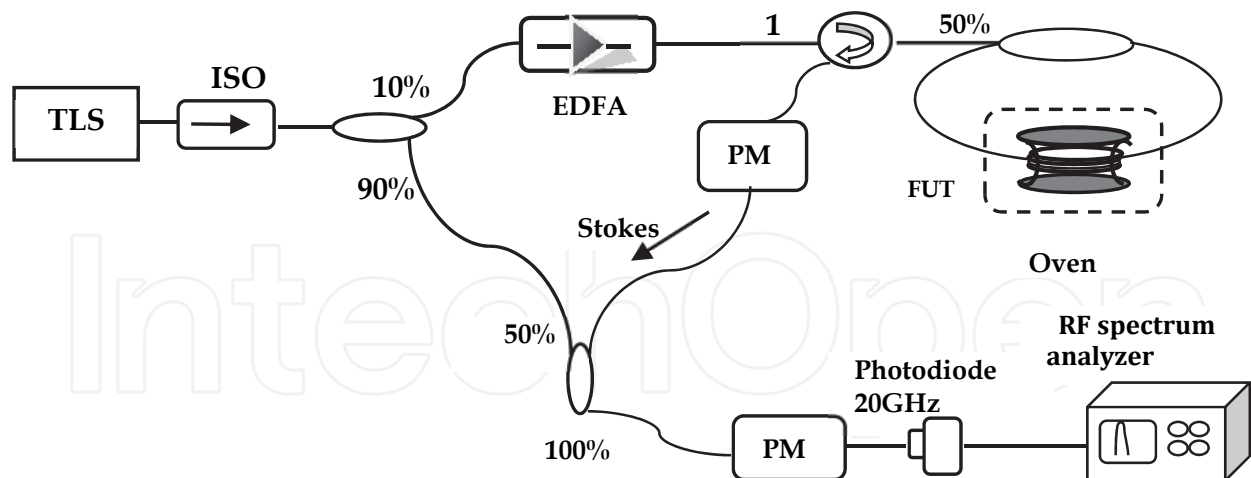 1
50%
ISO
10%
TLS
EDFA
PM
90%
FUT
Stokes
Oven
IntechOpen
50%
RF spectrum
analyzer
Photodiode
20GHz
100%
PM